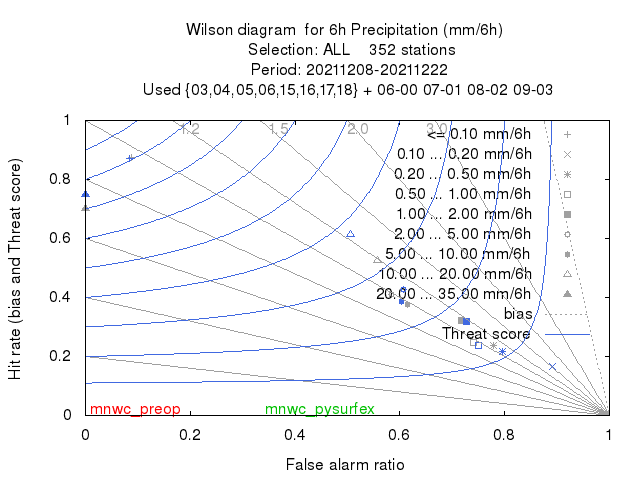 Wilson diagram  for 6h Precipitation (mm/6h)
Selection: ALL    352 stations
Period: 20211208-20211222
Used {03,04,05,06,15,16,17,18} + 06-00 07-01 08-02 09-03
1.2 1.5 2.0 3.0
<= 0.10 mm/6h
0.10 ... 0.20 mm/6h
0.20 ... 0.50 mm/6h
0.50 ... 1.00 mm/6h
1.00 ... 2.00 mm/6h
2.00 ... 5.00 mm/6h
5.00 ... 10.00 mm/6h
10.00 ... 20.00 mm/6h
20.00 ... 35.00 mm/6h
bias
Threat score
1
0.8
0.6
0.4
0.2
0
Hit rate (bias and Threat score)
mnwc_preop mnwc_pysurfex
0 0.2 0.4 0.6 0.8 1
False alarm ratio